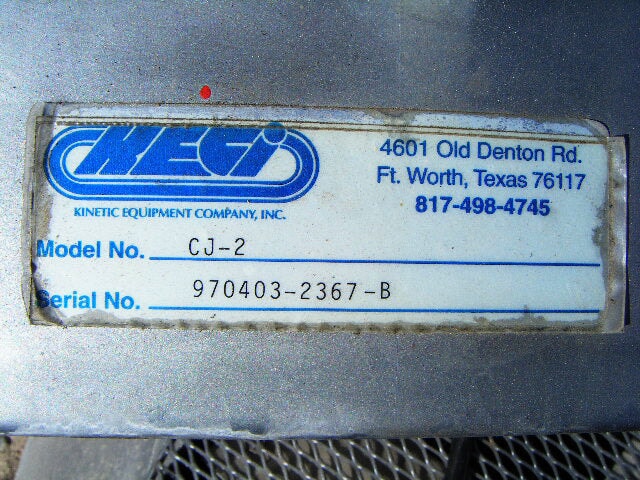 KECI
KINETIC EQUIPMENT COMPANY, INC.
4601 Old Denton Rd.
Ft. Worth, Texas 76117
817-498-4745
Model No. CJ-2
Serial No. 970403-2367-B